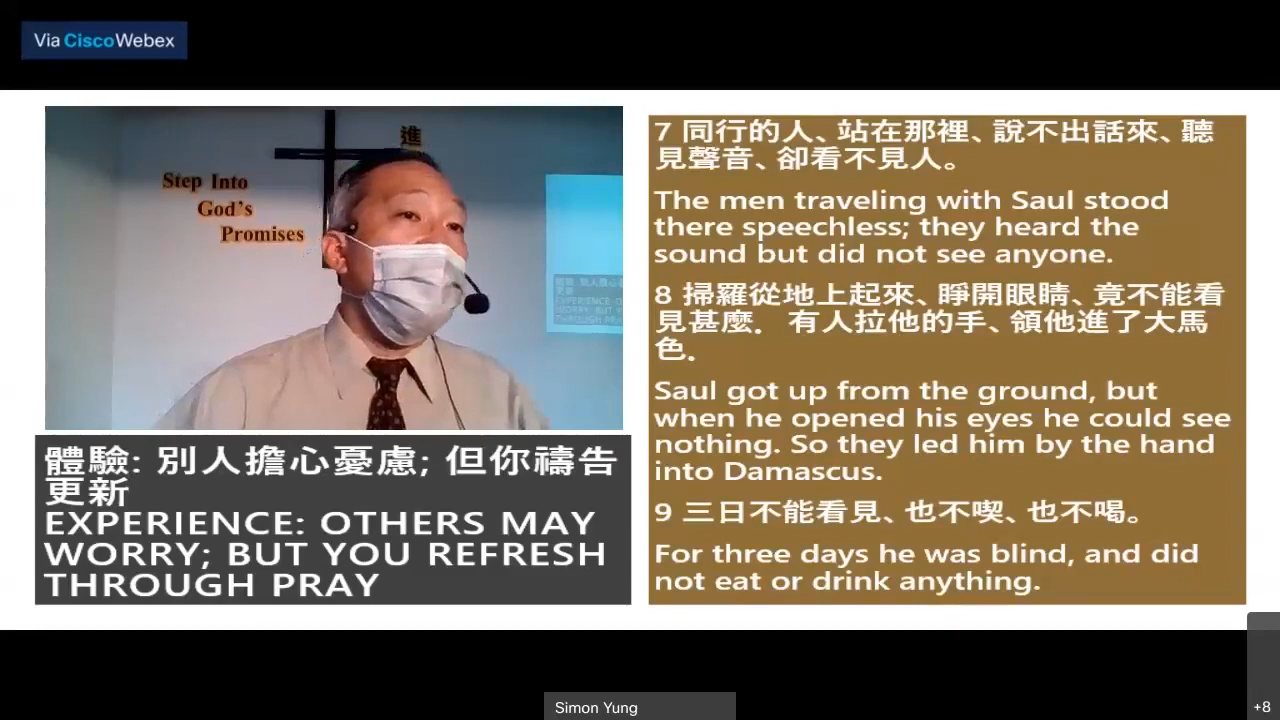 Via CiscoWebex
進
Step Into
God's
Promises
體驗: 別人擔心憂慮; 但你禱告
更新
EXPERIENCE: OTHERS MAY
WORRY; BUT YOU REFRESH
THROUGH PRAY
7 同行的人、站在那裡、說不出話來、聽
見聲音、卻看不見人。
The men traveling with Saul stood
there speechless; they heard the
sound but did not see anyone.
8 掃羅從地上起來、睜開眼睛、竟不能看
見甚麼． 有人拉他的手、領他進了大馬
色．
Saul got up from the ground, but
when he opened his eyes he could see
nothing. So they led him by the hand
into Damascus.
9 三日不能看見、也不喫、也不喝。
For three days he was blind, and did
not eat or drink anything.
Simon Yung
+8